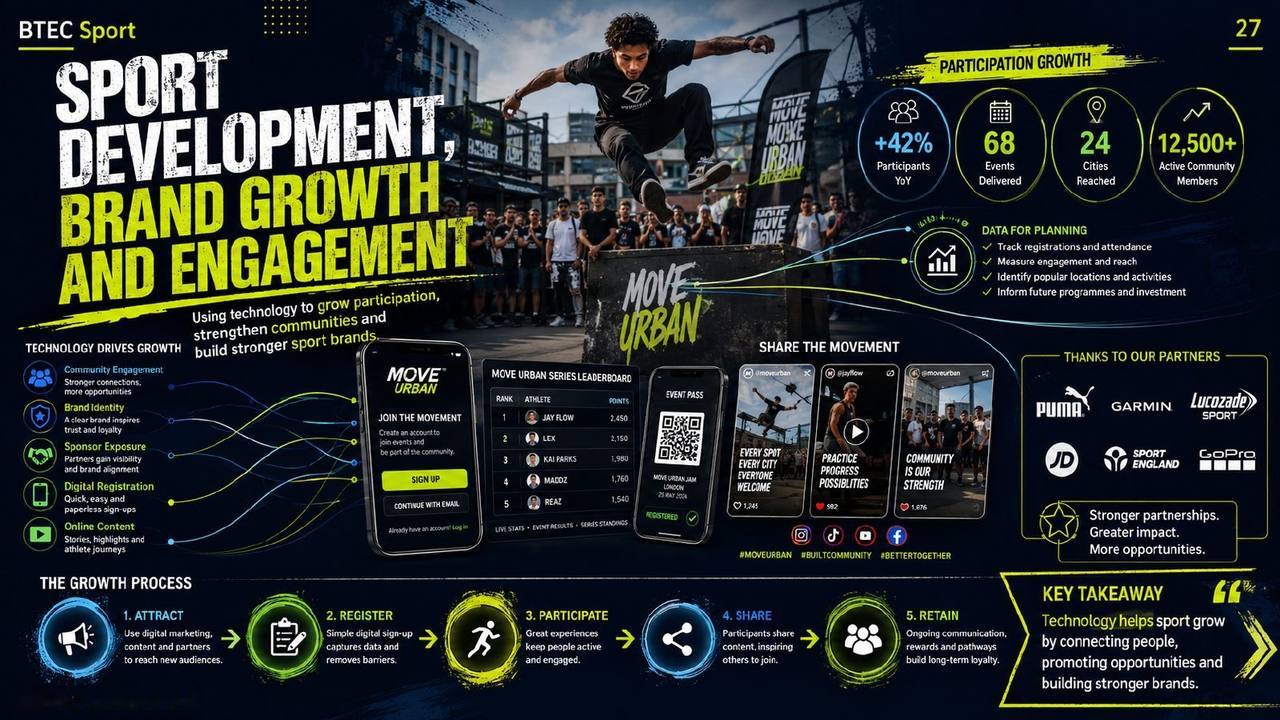 BTEC Sport
27
SPORT
DEVELOPMENT,
BRAND GROWTH
AND ENGAGEMENT
Using technology to grow participation,
strengthen communities and
build stronger sport brands.
MOVE
URBAN
PARTICIPATION GROWTH
+42%
Participants
YoY
68
Events
Delivered
24
Cities
Reached
12,500+
Active Community
Members
DATA FOR PLANNING
Track registrations and attendance
Measure engagement and reach
Identify popular locations and activities
Inform future programmes and investment
TECHNOLOGY DRIVES GROWTH
Community Engagement
Stronger connections,
more opportunities
Brand Identity
A clear brand inspires
trust and loyalty
Sponsor Exposure
Partners gain visibility
and brand alignment
Digital Registration
Quick, easy and
paperless sign-ups
Online Content
Stories, highlights and
athlete journeys
MOVE
URBAN
JOIN THE MOVEMENT
Create an account to
join events and
be part of the community.
SIGN UP
CONTINUE WITH EMAIL
Already have an account? Log in
MOVE URBAN SERIES LEADERBOARD
RANK ATHLETE POINTS
1 JAY FLOW 2,450
2 LEX 2,150
3 KAI PARKS 1,980
4 MADDZ 1,760
5 REAZ 1,540
LIVE STATS • EVENT RESULTS • SERIES STANDINGS
EVENT PASS
MOVE URBAN JAM
LONDON
25 MAY 2024
REGISTERED
SHARE THE MOVEMENT
@moveurban
EVERY SPOT
EVERY CITY
EVERYONE
WELCOME
1,245
@jayflow
PRACTICE
PROGRESS
POSSIBLITIES
982
@moveurban
COMMUNITY
IS OUR
STRENGTH
1,676
#MOVEURBAN #BUILTCOMMUNITY #BETTERTOGETHER
THANKS TO OUR PARTNERS
PUMA
GARMIN
Lucozade
SPORT
JD
SPORT
ENGLAND
GoPro
Stronger partnerships.
Greater impact.
More opportunities.
THE GROWTH PROCESS
1. ATTRACT
Use digital marketing,
content and partners
to reach new audiences.
2. REGISTER
Simple digital sign-up
captures data and
removes barriers.
3. PARTICIPATE
Great experiences
keep people active
and engaged.
4. SHARE
Participants share
content, inspiring
others to join.
5. RETAIN
Ongoing communication,
rewards and pathways
build long-term loyalty.
KEY TAKEAWAY
Technology helps sport grow
by connecting people,
promoting opportunities and
building stronger brands.